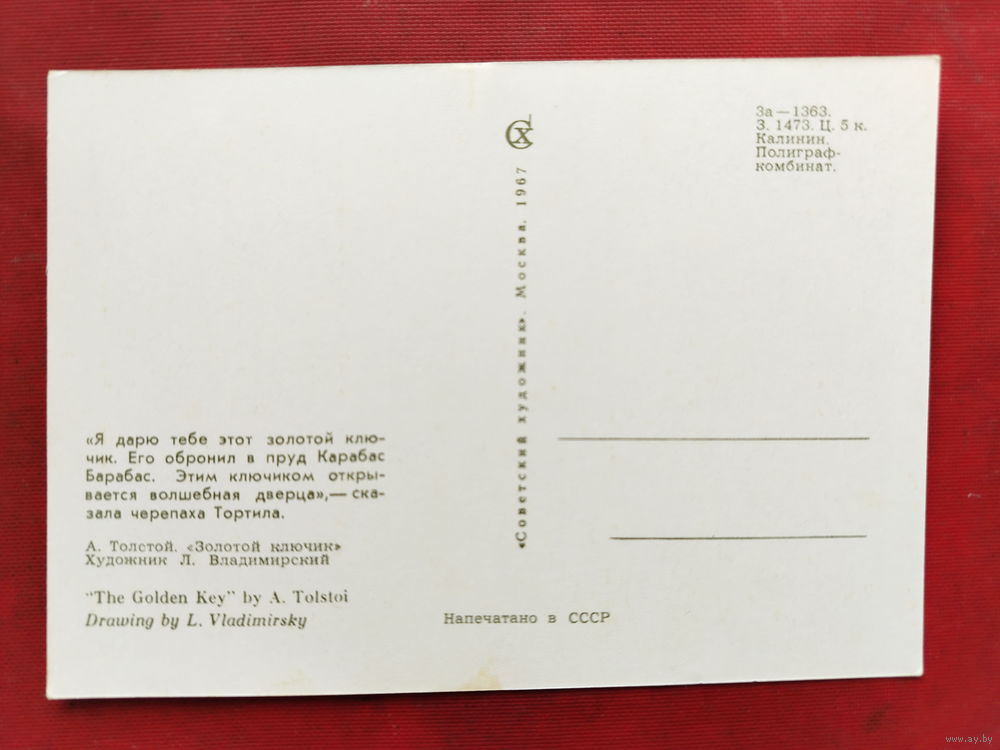 «Я дарю тебе этот золотой клю-
чик. Его обронил в пруд Карабас
Барабас. Этим ключиком откры-
вается волшебная дверца»,— ска-
зала черепаха Тортила.
А. Толстой. «Золотой ключик»
Художник Л. Владимирский
"The Golden Key" by A. Tolstoi
Drawing by L. Vladimirsky
СХ
«Советский художник». Москва. 1967
Напечатано в СССР
3а—1363.
З. 1473. Ц. 5 к.
Калинин.
Полиграф-
комбинат.
www.ay.by